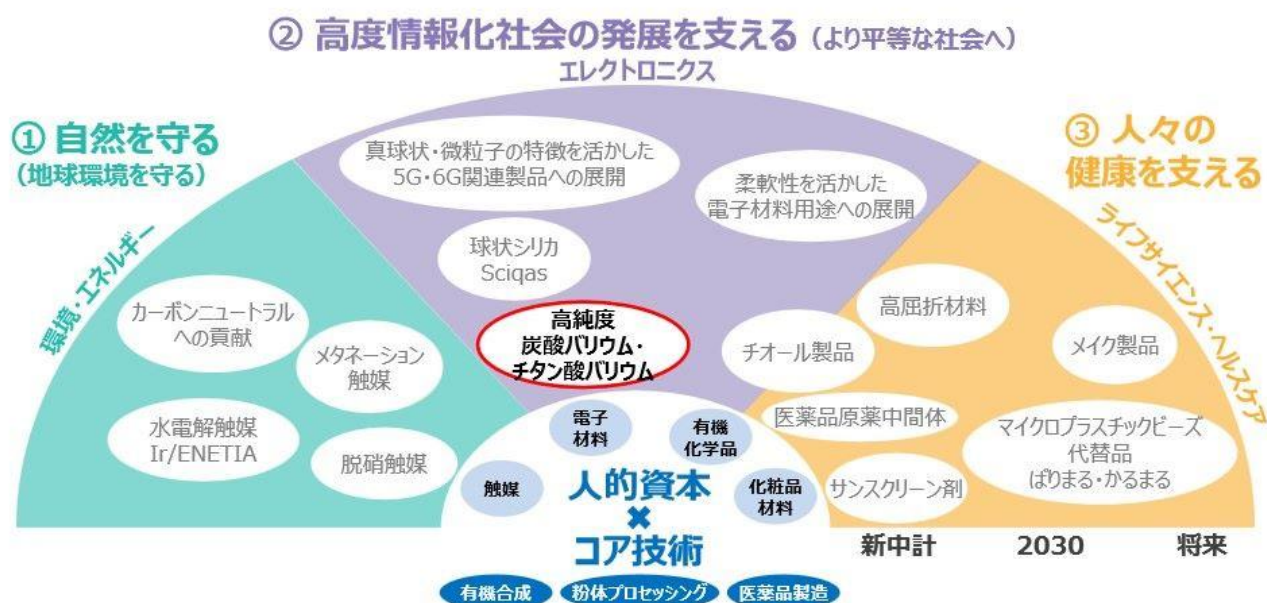 ② 高度情報化社会の発展を支える（より平等な社会へ）
エレクトロニクス
① 自然を守る
（地球環境を守る）
③ 人々の
健康を支える
環境・エネルギー
ライフサイエンス・ヘルスケア
真球状・微粒子の特徴を活かした
5G・6G関連製品への展開
柔軟性を活かした
電子材料用途への展開
球状シリカ
Sciqas
高純度
炭酸バリウム・
チタン酸バリウム
カーボンニュートラル
への貢献
メタネーション
触媒
水電解触媒
Ir/ENETIA
脱硝触媒
高屈折材料
チオール製品
メイク製品
医薬品原薬中間体
マイクロプラスチックビーズ
代替品
ばりまる・かるまる
サンスクリーン剤
電子
材料
有機
化学品
触媒
化粧品
材料
人的資本
×
コア技術
新中計
2030
将来
有機合成
粉体プロセッシング
医薬品製造